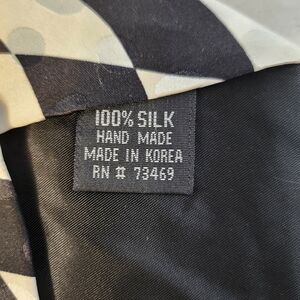 100% SILK
HAND MADE
MADE IN KOREA
RN # 73469